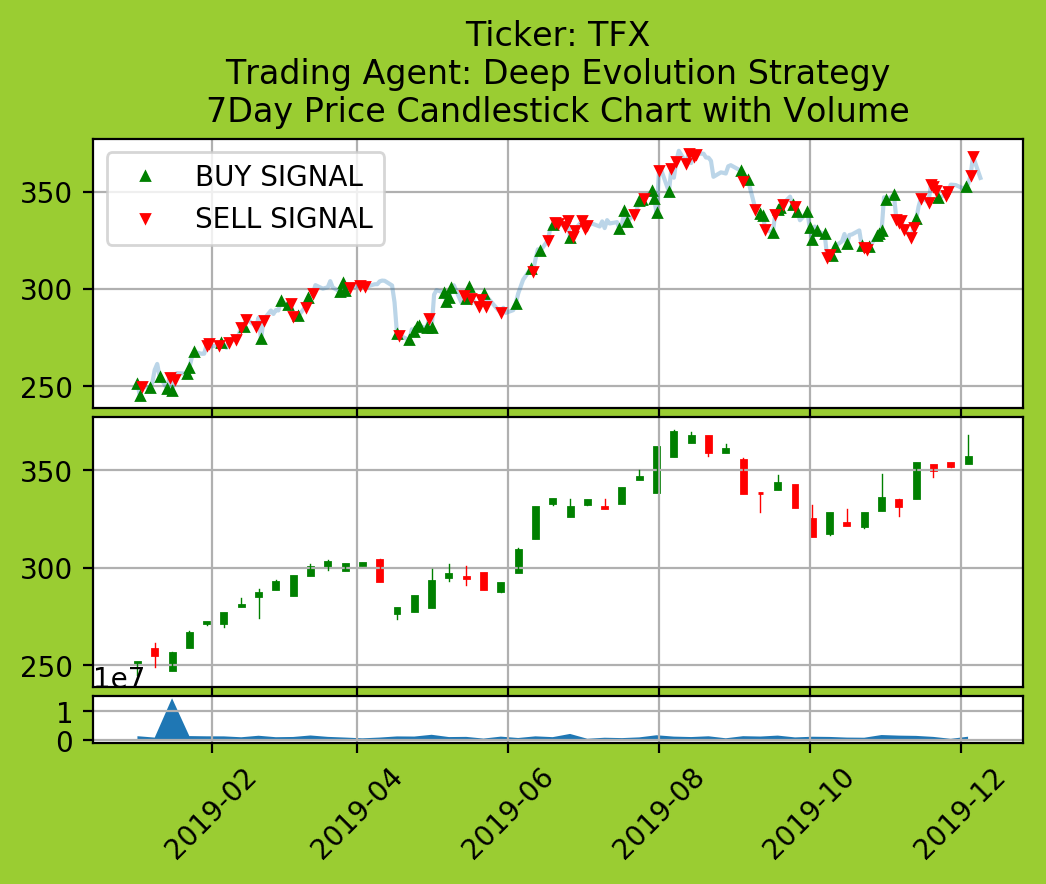 Ticker: TFX
Trading Agent: Deep Evolution Strategy
7Day Price Candlestick Chart with Volume
BUY SIGNAL
SELL SIGNAL
350
300
250
350
300
250
1e7
1
0
2019-02
2019-04
2019-06
2019-08
2019-10
2019-12